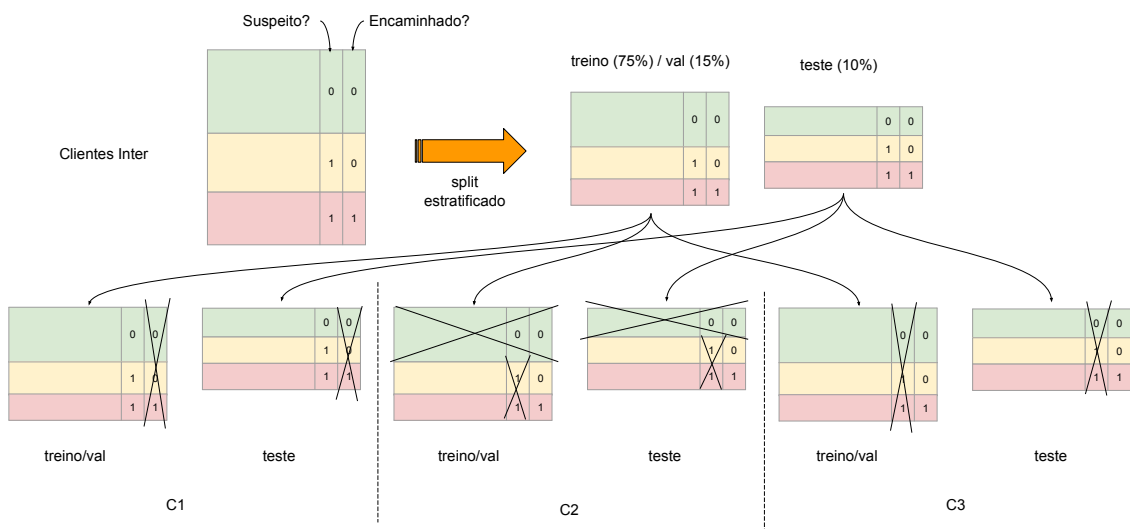 Suspeito? Encaminhado?
treino (75%) / val (15%)
teste (10%)
0 0
1 0
1 1
Clientes Inter
split
estratificado
0 0
1 0
1 1
0 0
1 0
1 1
0 0
1 0
1 1
0 0
1 0
1 1
0 0
1 0
1 1
0 0
1 0
1 1
0 0
1 0
1 1
0 0
1 0
1 1
treino/val
teste
treino/val
teste
treino/val
teste
C1
C2
C3